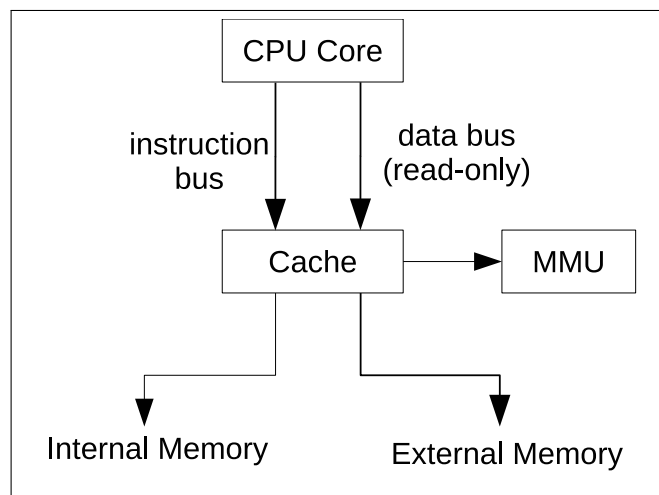 CPU Core
instruction
bus
data bus
(read-only)
Cache
MMU
Internal Memory
External Memory